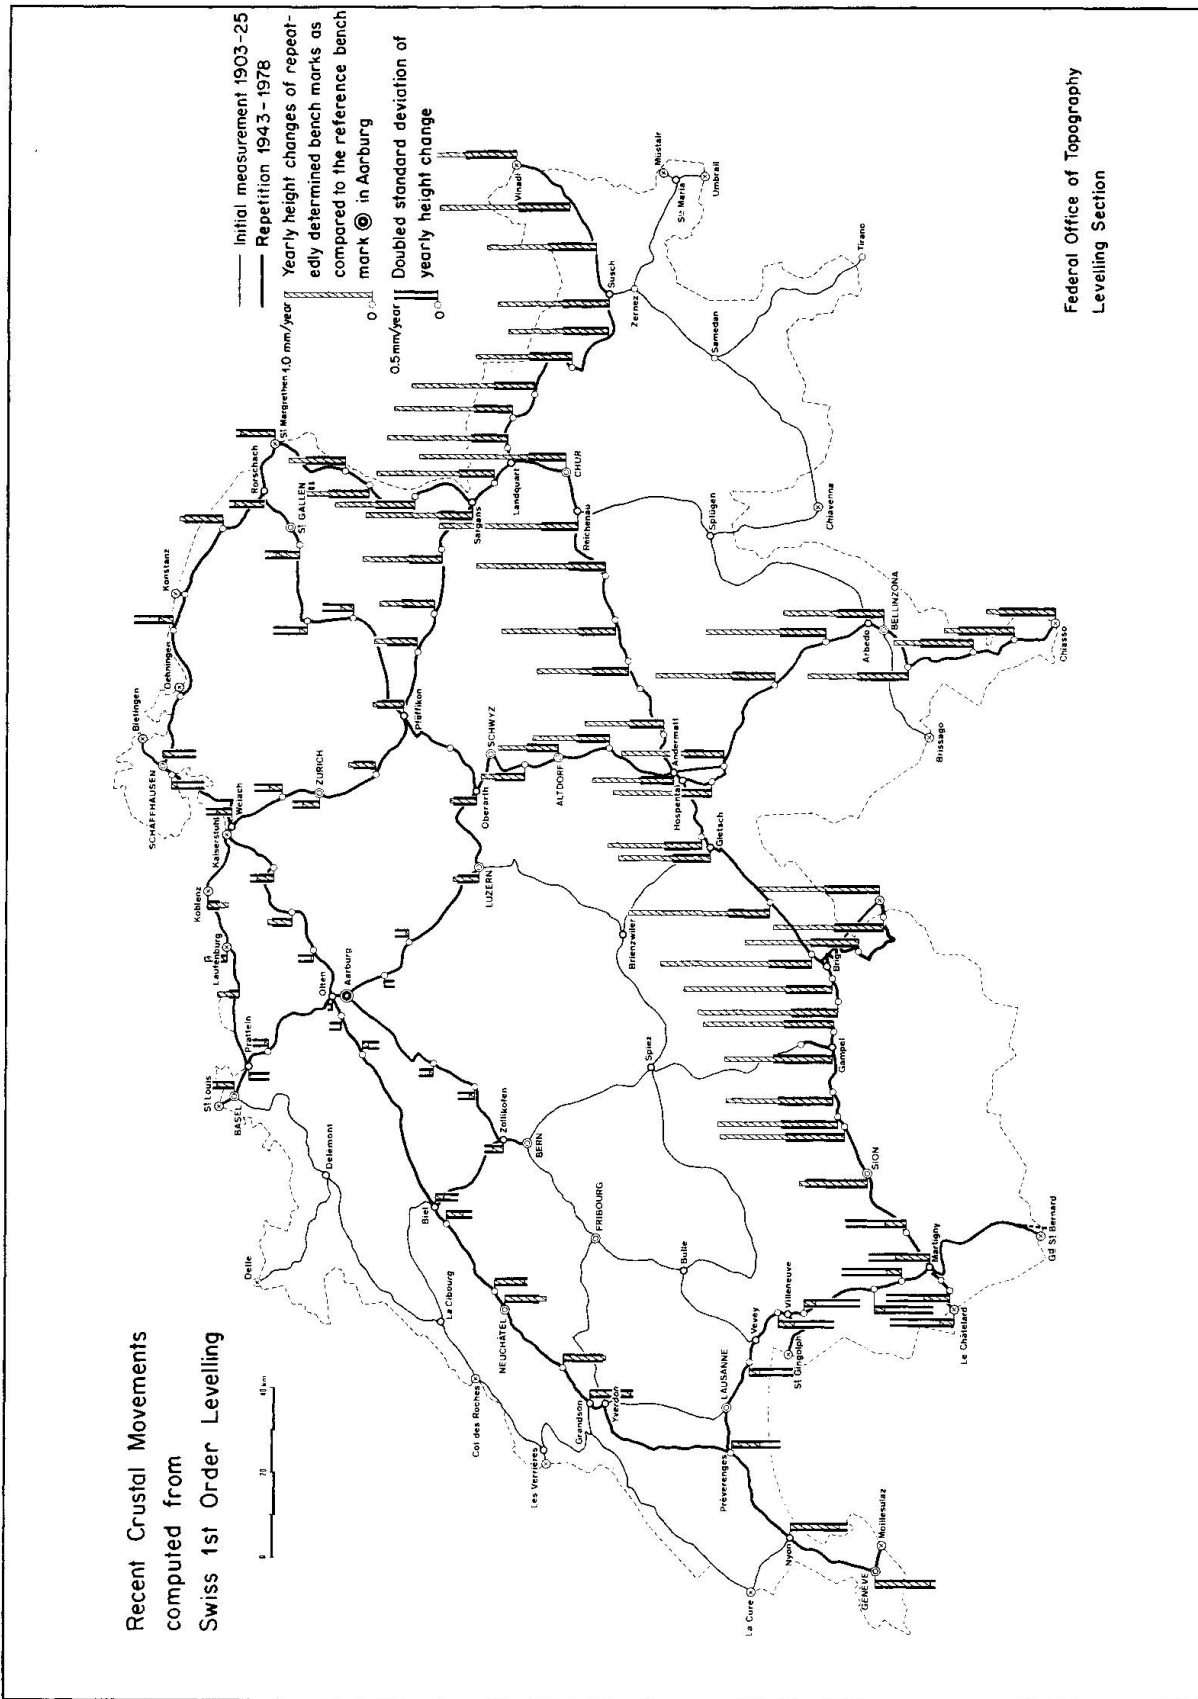 Recent Crustal Movements
computed from
Swiss 1st Order Levelling
0
20
40 km
Initial measurement 1903-25
Repetition 1943-1978
1.0 mm/year
0
Yearly height changes of repeat-
edly determined bench marks as
compared to the reference bench
mark in Aarburg
0.5 mm/year
0
Doubled standard deviation of
yearly height change
Federal Office of Topography
Levelling Section
Delle
Delémont
St Louis
BASEL
Pratteln
Laufenburg
Koblenz
Kaiserstuhl
Weiach
SCHAFFHAUSEN
Bietingen
Oehningen
Konstanz
Rorschach
St Margrethen
St GALLEN
ZÜRICH
Pfäffikon
Olten
Aarburg
Biel
La Cibourg
Col des Roches
Les Verrières
NEUCHÂTEL
Grandson
Yverdon
Zollikofen
BERN
FRIBOURG
Bulle
LUZERN
Oberarth
SCHWYZ
ALTDORF
Sargans
Landquart
CHUR
Reichenau
Susch
Zernez
Vinadi
Müstair
Sta Maria
Umbrail
Tirano
Samedan
Splügen
Chiavenna
Andermatt
Hospental
Gletsch
Brienzwiler
Spiez
Brig
Gampel
SION
Martigny
Gd St Bernard
Le Châtelard
Villeneuve
St Gingolph
Vevey
LAUSANNE
Préverenges
Nyon
La Cure
GENÈVE
Moillesulaz
Arbedo
BELLINZONA
Brissago
Chiasso